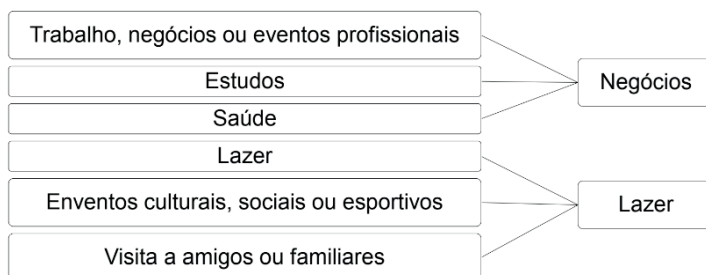 Trabalho, negócios ou eventos profissionais
Estudos
Saúde
Negócios
Lazer
Enventos culturais, sociais ou esportivos
Visita a amigos ou familiares
Lazer